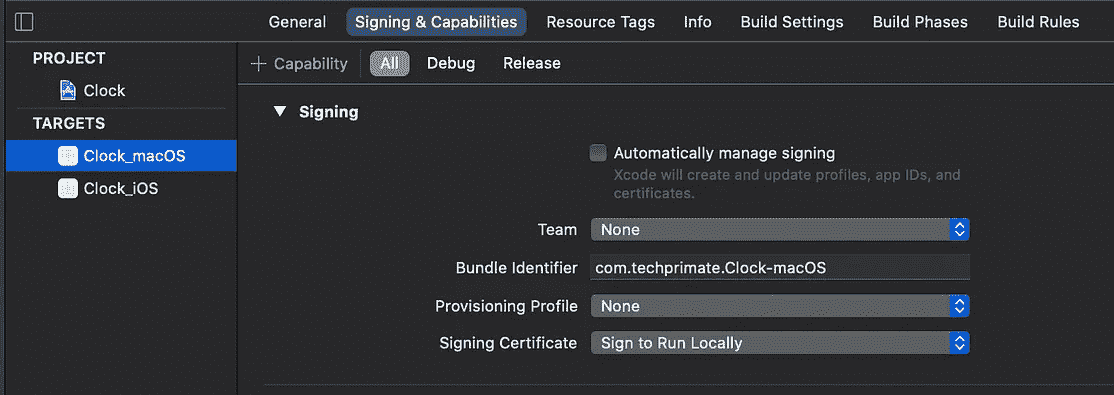 General Signing & Capabilities Resource Tags Info Build Settings Build Phases Build Rules
PROJECT
Clock
TARGETS
Clock_macOS
Clock_iOS
+ Capability All Debug Release
Signing
Automatically manage signing
Xcode will create and update profiles, app IDs, and
certificates.
Team None
Bundle Identifier com.techprimate.Clock-macOS
Provisioning Profile None
Signing Certificate Sign to Run Locally